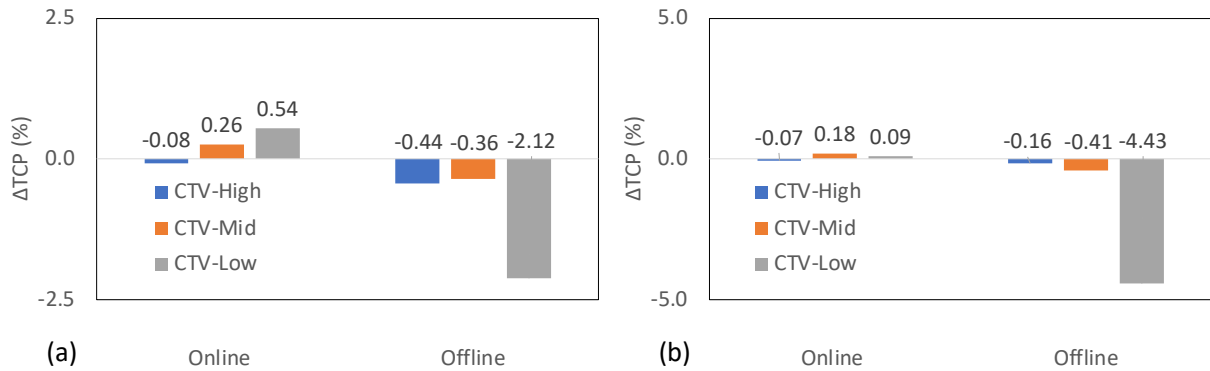 2.5
0.0
-2.5
ΔTCP (%)
-0.08
0.26
0.54
-0.44
-0.36
-2.12
CTV-High
CTV-Mid
CTV-Low
(a)
Online
Offline
5.0
0.0
-5.0
ΔTCP (%)
-0.07
0.18
0.09
-0.16
-0.41
-4.43
CTV-High
CTV-Mid
CTV-Low
(b)
Online
Offline